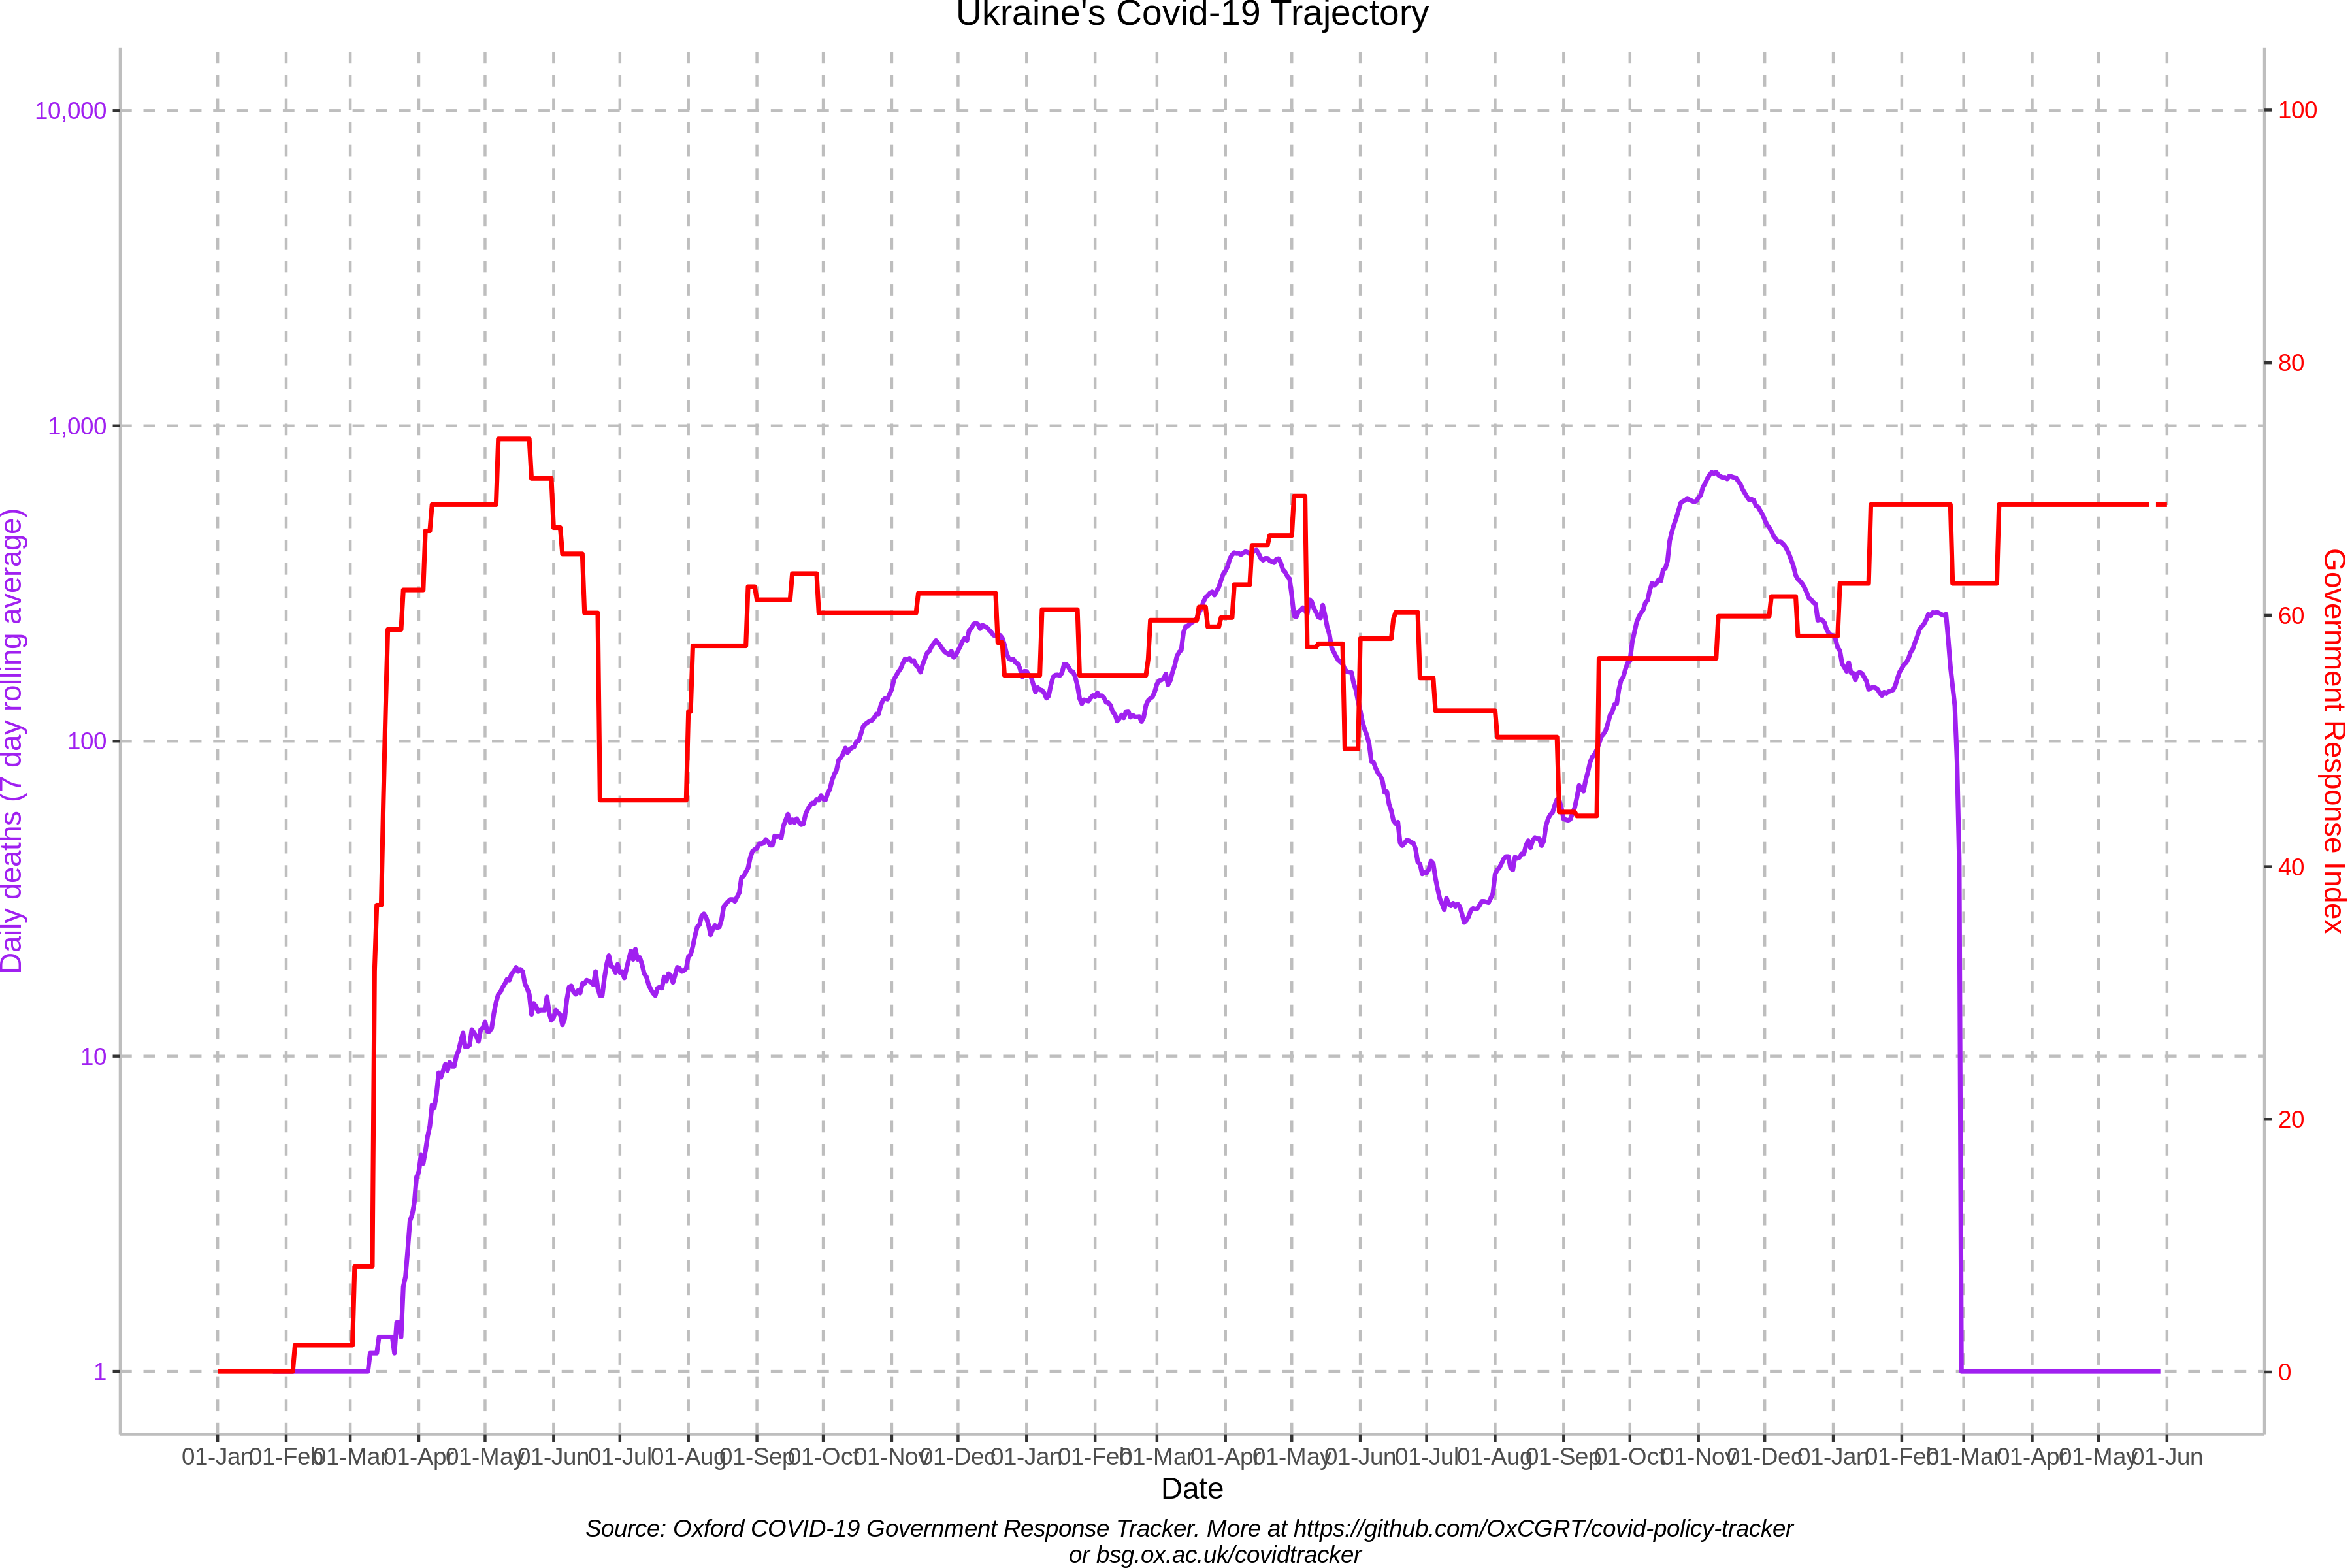 Ukraine's Covid-19 Trajectory
Daily deaths (7 day rolling average)
10,000
1,000
100
10
1
Government Response Index
100
80
60
40
20
0
01-Jan 01-Feb 01-Mar 01-Apr 01-May 01-Jun 01-Jul 01-Aug 01-Sep 01-Oct 01-Nov 01-Dec 01-Jan 01-Feb 01-Mar 01-Apr 01-May 01-Jun 01-Jul 01-Aug 01-Sep 01-Oct 01-Nov 01-Dec 01-Jan 01-Feb 01-Mar 01-Apr 01-May 01-Jun
Date
Source: Oxford COVID-19 Government Response Tracker. More at https://github.com/OxCGRT/covid-policy-tracker
or bsg.ox.ac.uk/covidtracker